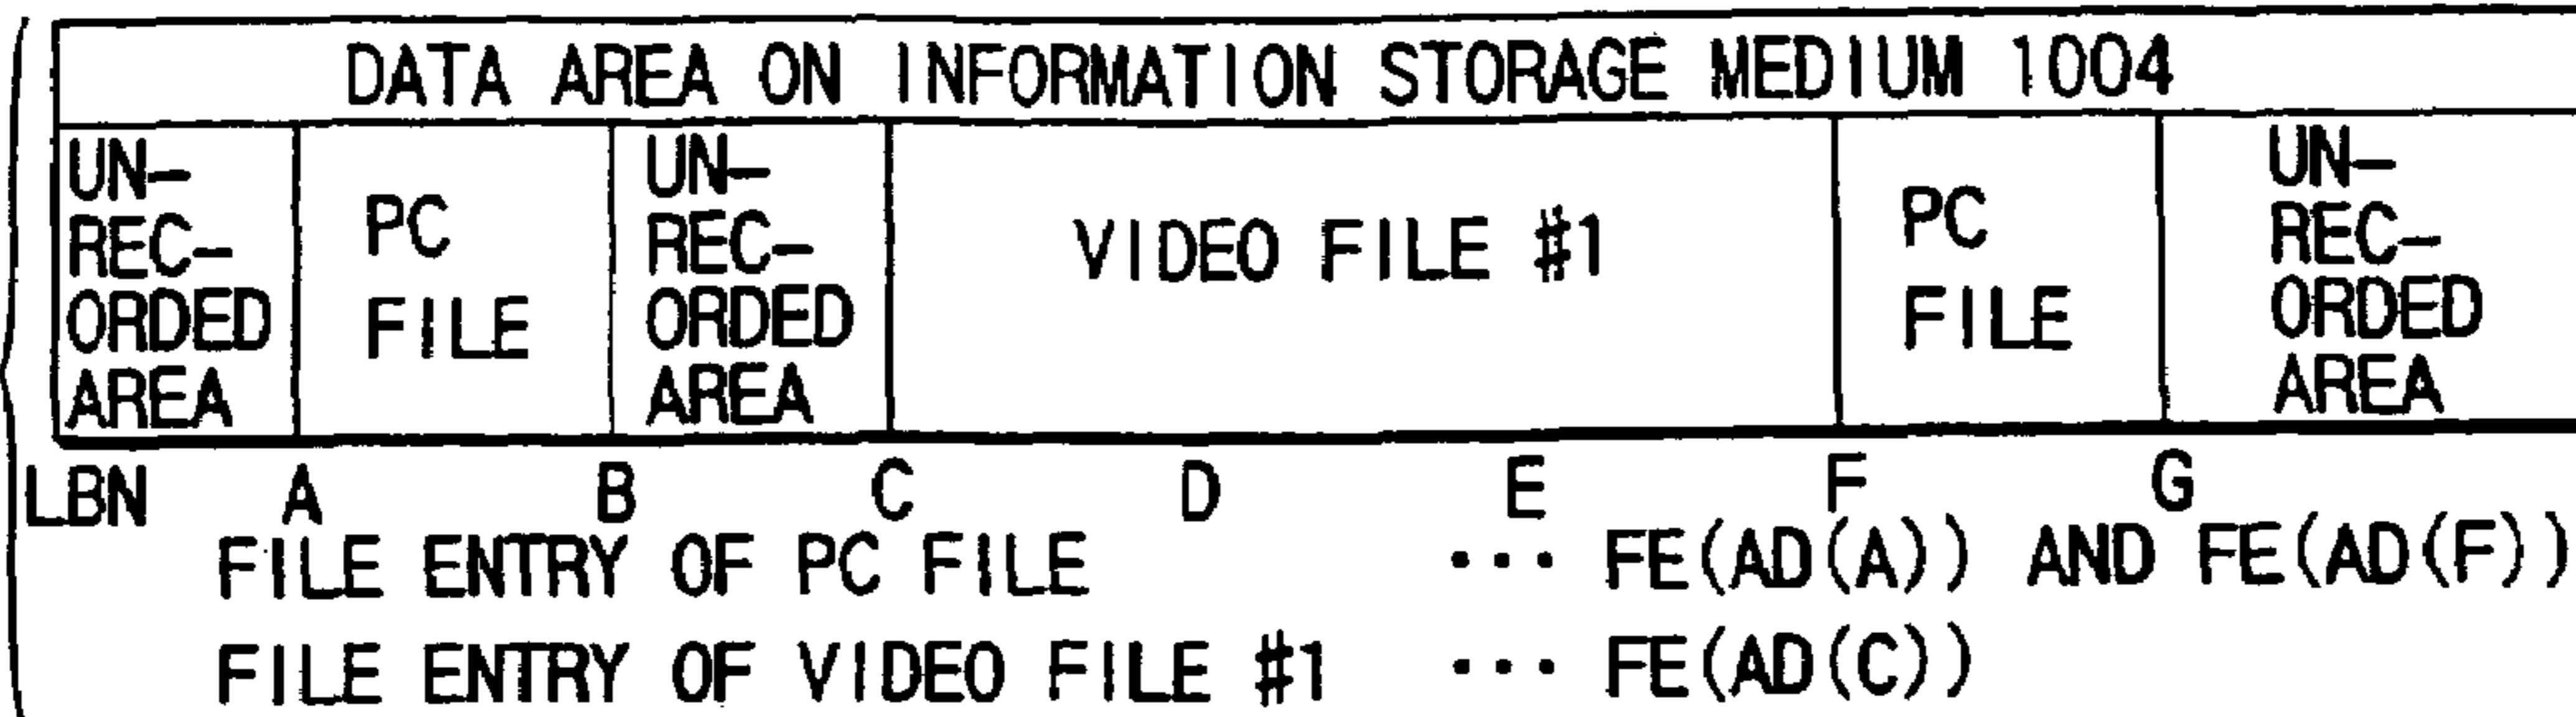 DATA AREA ON INFORMATION STORAGE MEDIUM 1004
UN-
REC-
ORDED
AREA
PC
FILE
UN-
REC-
ORDED
AREA
VIDEO FILE #1
PC
FILE
UN-
REC-
ORDED
AREA
LBN A B C D E F G
FILE ENTRY OF PC FILE ··· FE(AD(A)) AND FE(AD(F))
FILE ENTRY OF VIDEO FILE #1 ··· FE(AD(C))